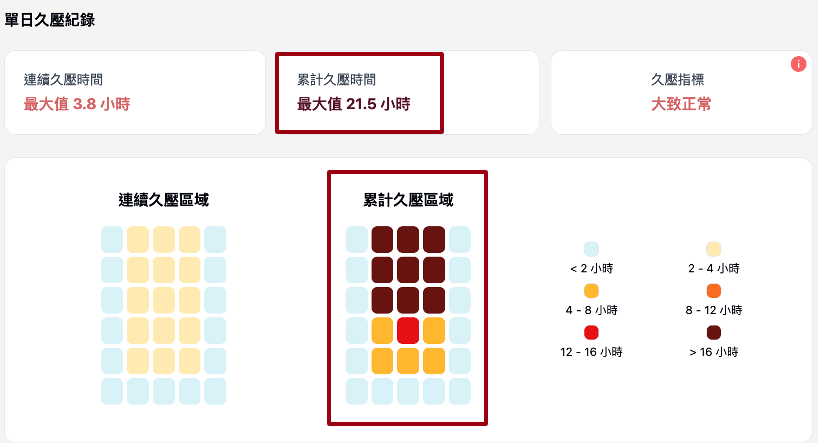 單日久壓紀錄
連續久壓時間
最大值 3.8 小時
累計久壓時間
最大值 21.5 小時
久壓指標
大致正常
連續久壓區域
累計久壓區域
< 2 小時
2 - 4 小時
4 - 8 小時
8 - 12 小時
12 - 16 小時
> 16 小時